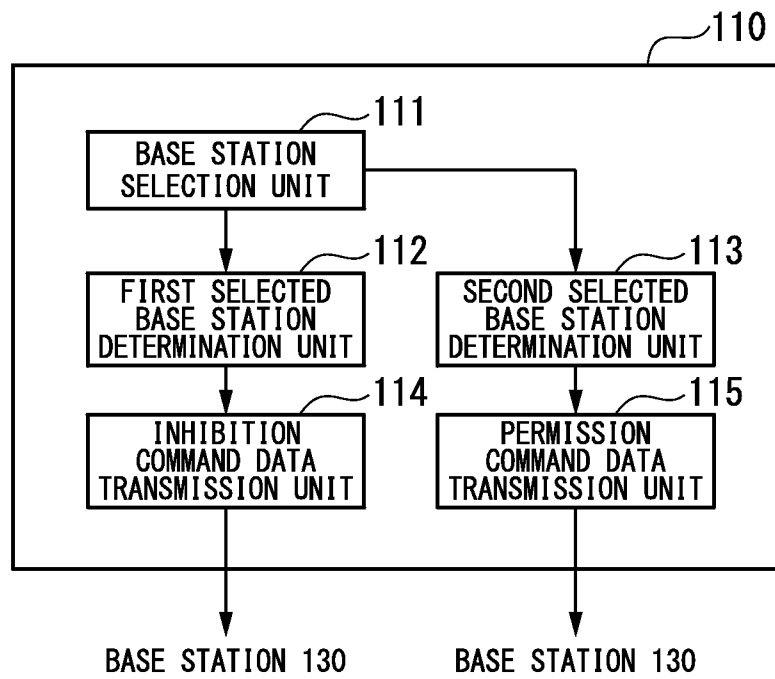 110
111
BASE STATION
SELECTION UNIT
112
FIRST SELECTED
BASE STATION
DETERMINATION UNIT
113
SECOND SELECTED
BASE STATION
DETERMINATION UNIT
114
INHIBITION
COMMAND DATA
TRANSMISSION UNIT
115
PERMISSION
COMMAND DATA
TRANSMISSION UNIT
BASE STATION 130
BASE STATION 130